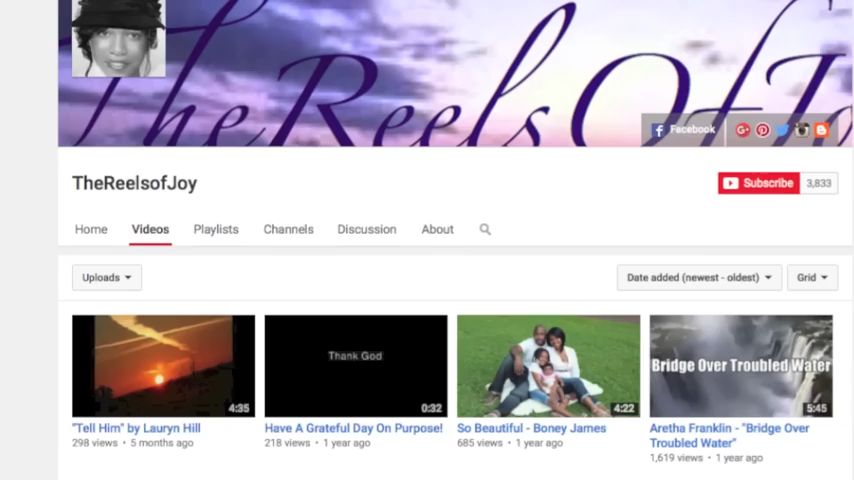 TheReelsOfJo
Facebook
TheReelsofJoy
Subscribe 3,833
Home Videos Playlists Channels Discussion About
Uploads Date added (newest - oldest) Grid
4:35
Thank God
0:32
4:22
Bridge Over Troubled Water
5:45
"Tell Him" by Lauryn Hill
298 views • 5 months ago
Have A Grateful Day On Purpose!
218 views • 1 year ago
So Beautiful - Boney James
685 views • 1 year ago
Aretha Franklin - "Bridge Over
Troubled Water"
1,619 views • 1 year ago